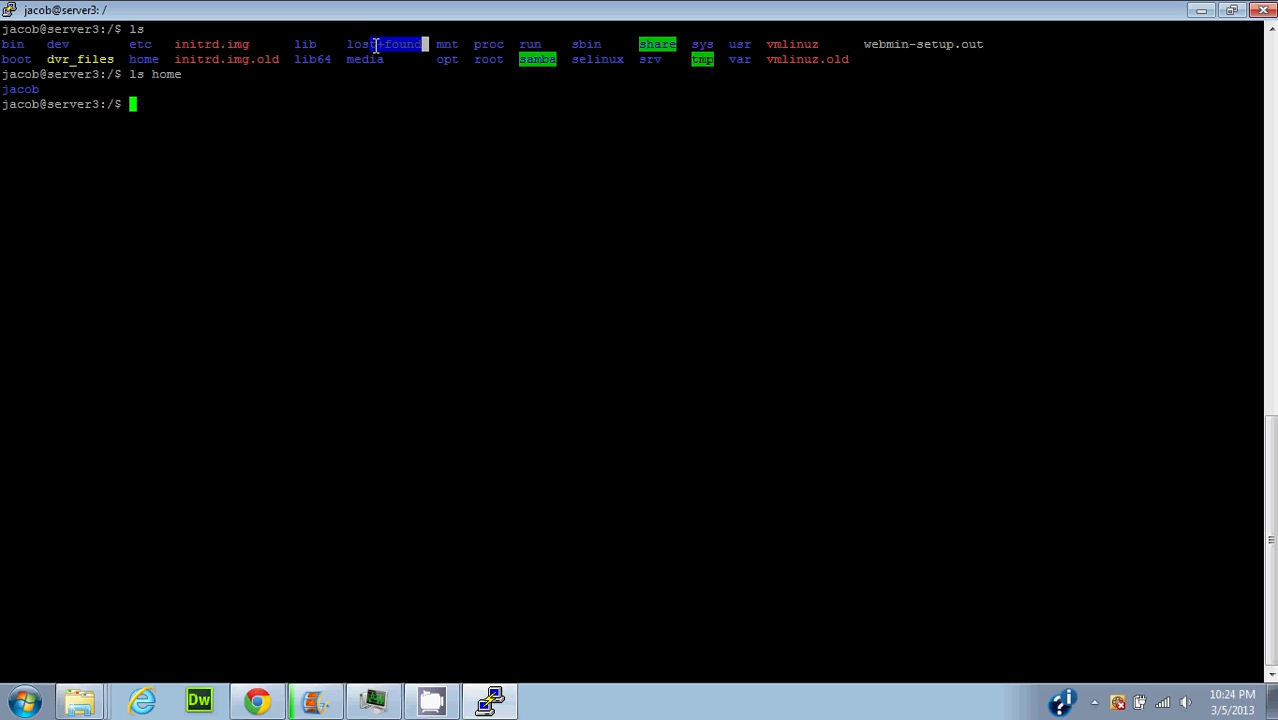 jacob@server3: /
jacob@server3:/$ ls
bin dev etc initrd.img lib lost+found mnt proc run sbin share sys usr vmlinuz webmin-setup.out
boot dvr_files home initrd.img.old lib64 media opt root samba selinux srv tmp var vmlinuz.old
jacob@server3:/$ ls home
jacob
jacob@server3:/$
Dw
10:24 PM
3/5/2013